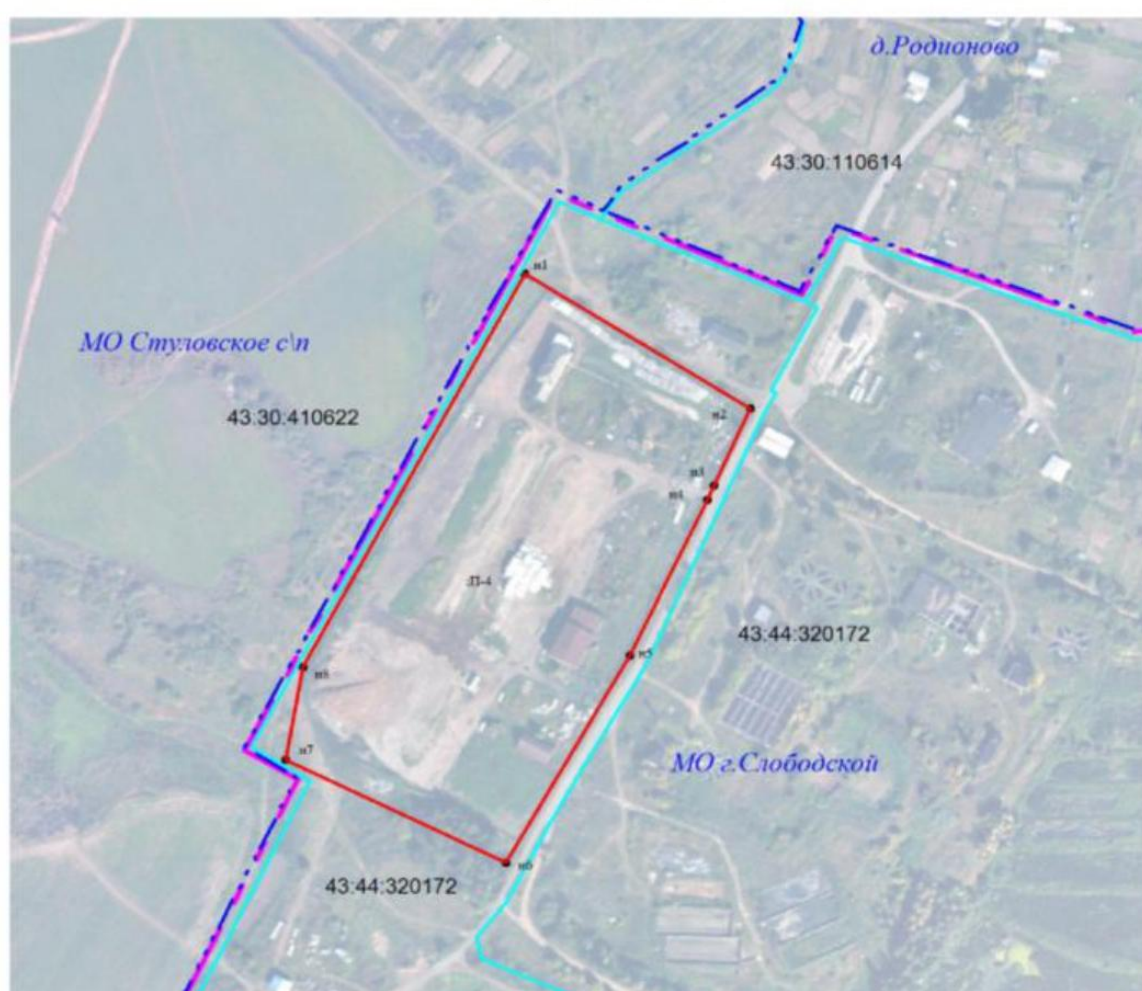 д.Родионово
43:30:110614
н1
МО Стуловское с\п
43:30:410622
н2
н3
н4
:П-4
43:44:320172
н5
н8
н7
МО г.Слободской
н6
43:44:320172